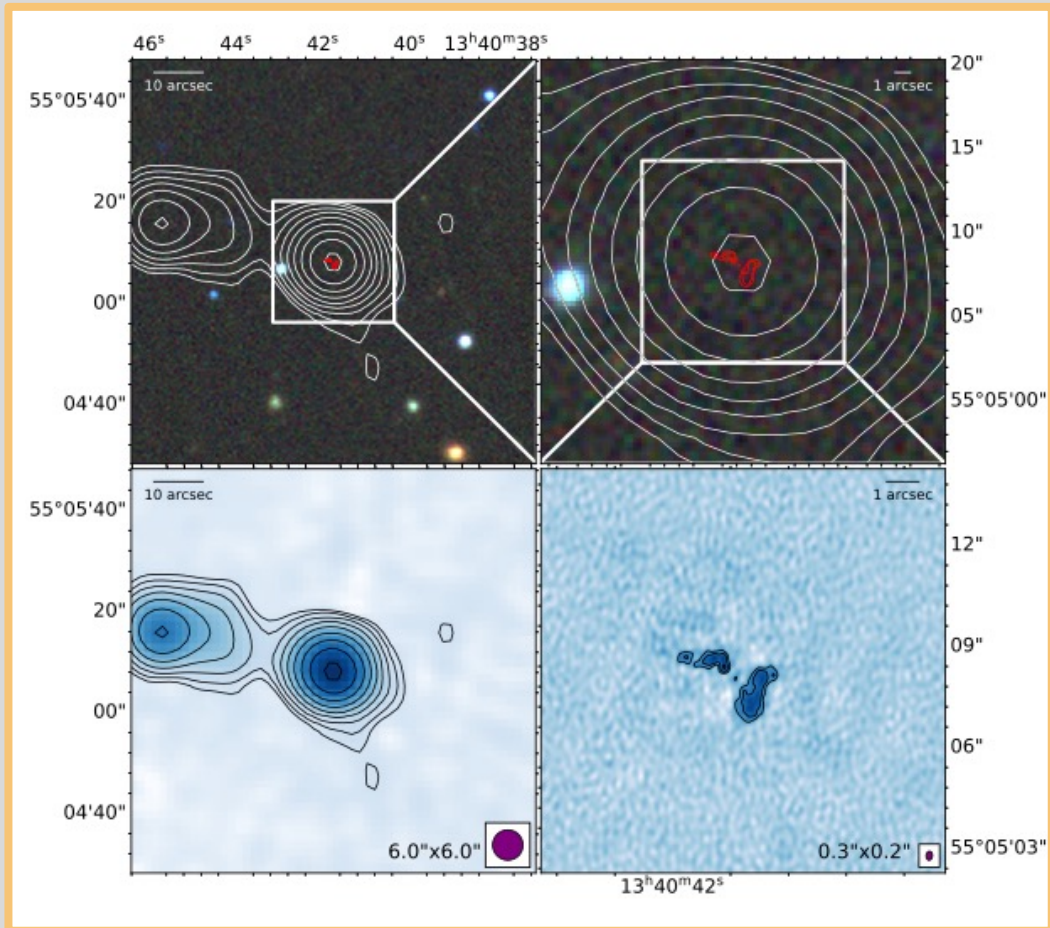 46ˢ 44ˢ 42ˢ 40ˢ 13ʰ40ᵐ38ˢ
10 arcsec
1 arcsec
20"
55°05'40"
15"
20"
10"
00"
05"
04'40"
55°05'00"
10 arcsec
1 arcsec
55°05'40"
12"
20"
09"
00"
06"
04'40"
6.0"x6.0"
0.3"x0.2"
55°05'03"
13ʰ40ᵐ42ˢ